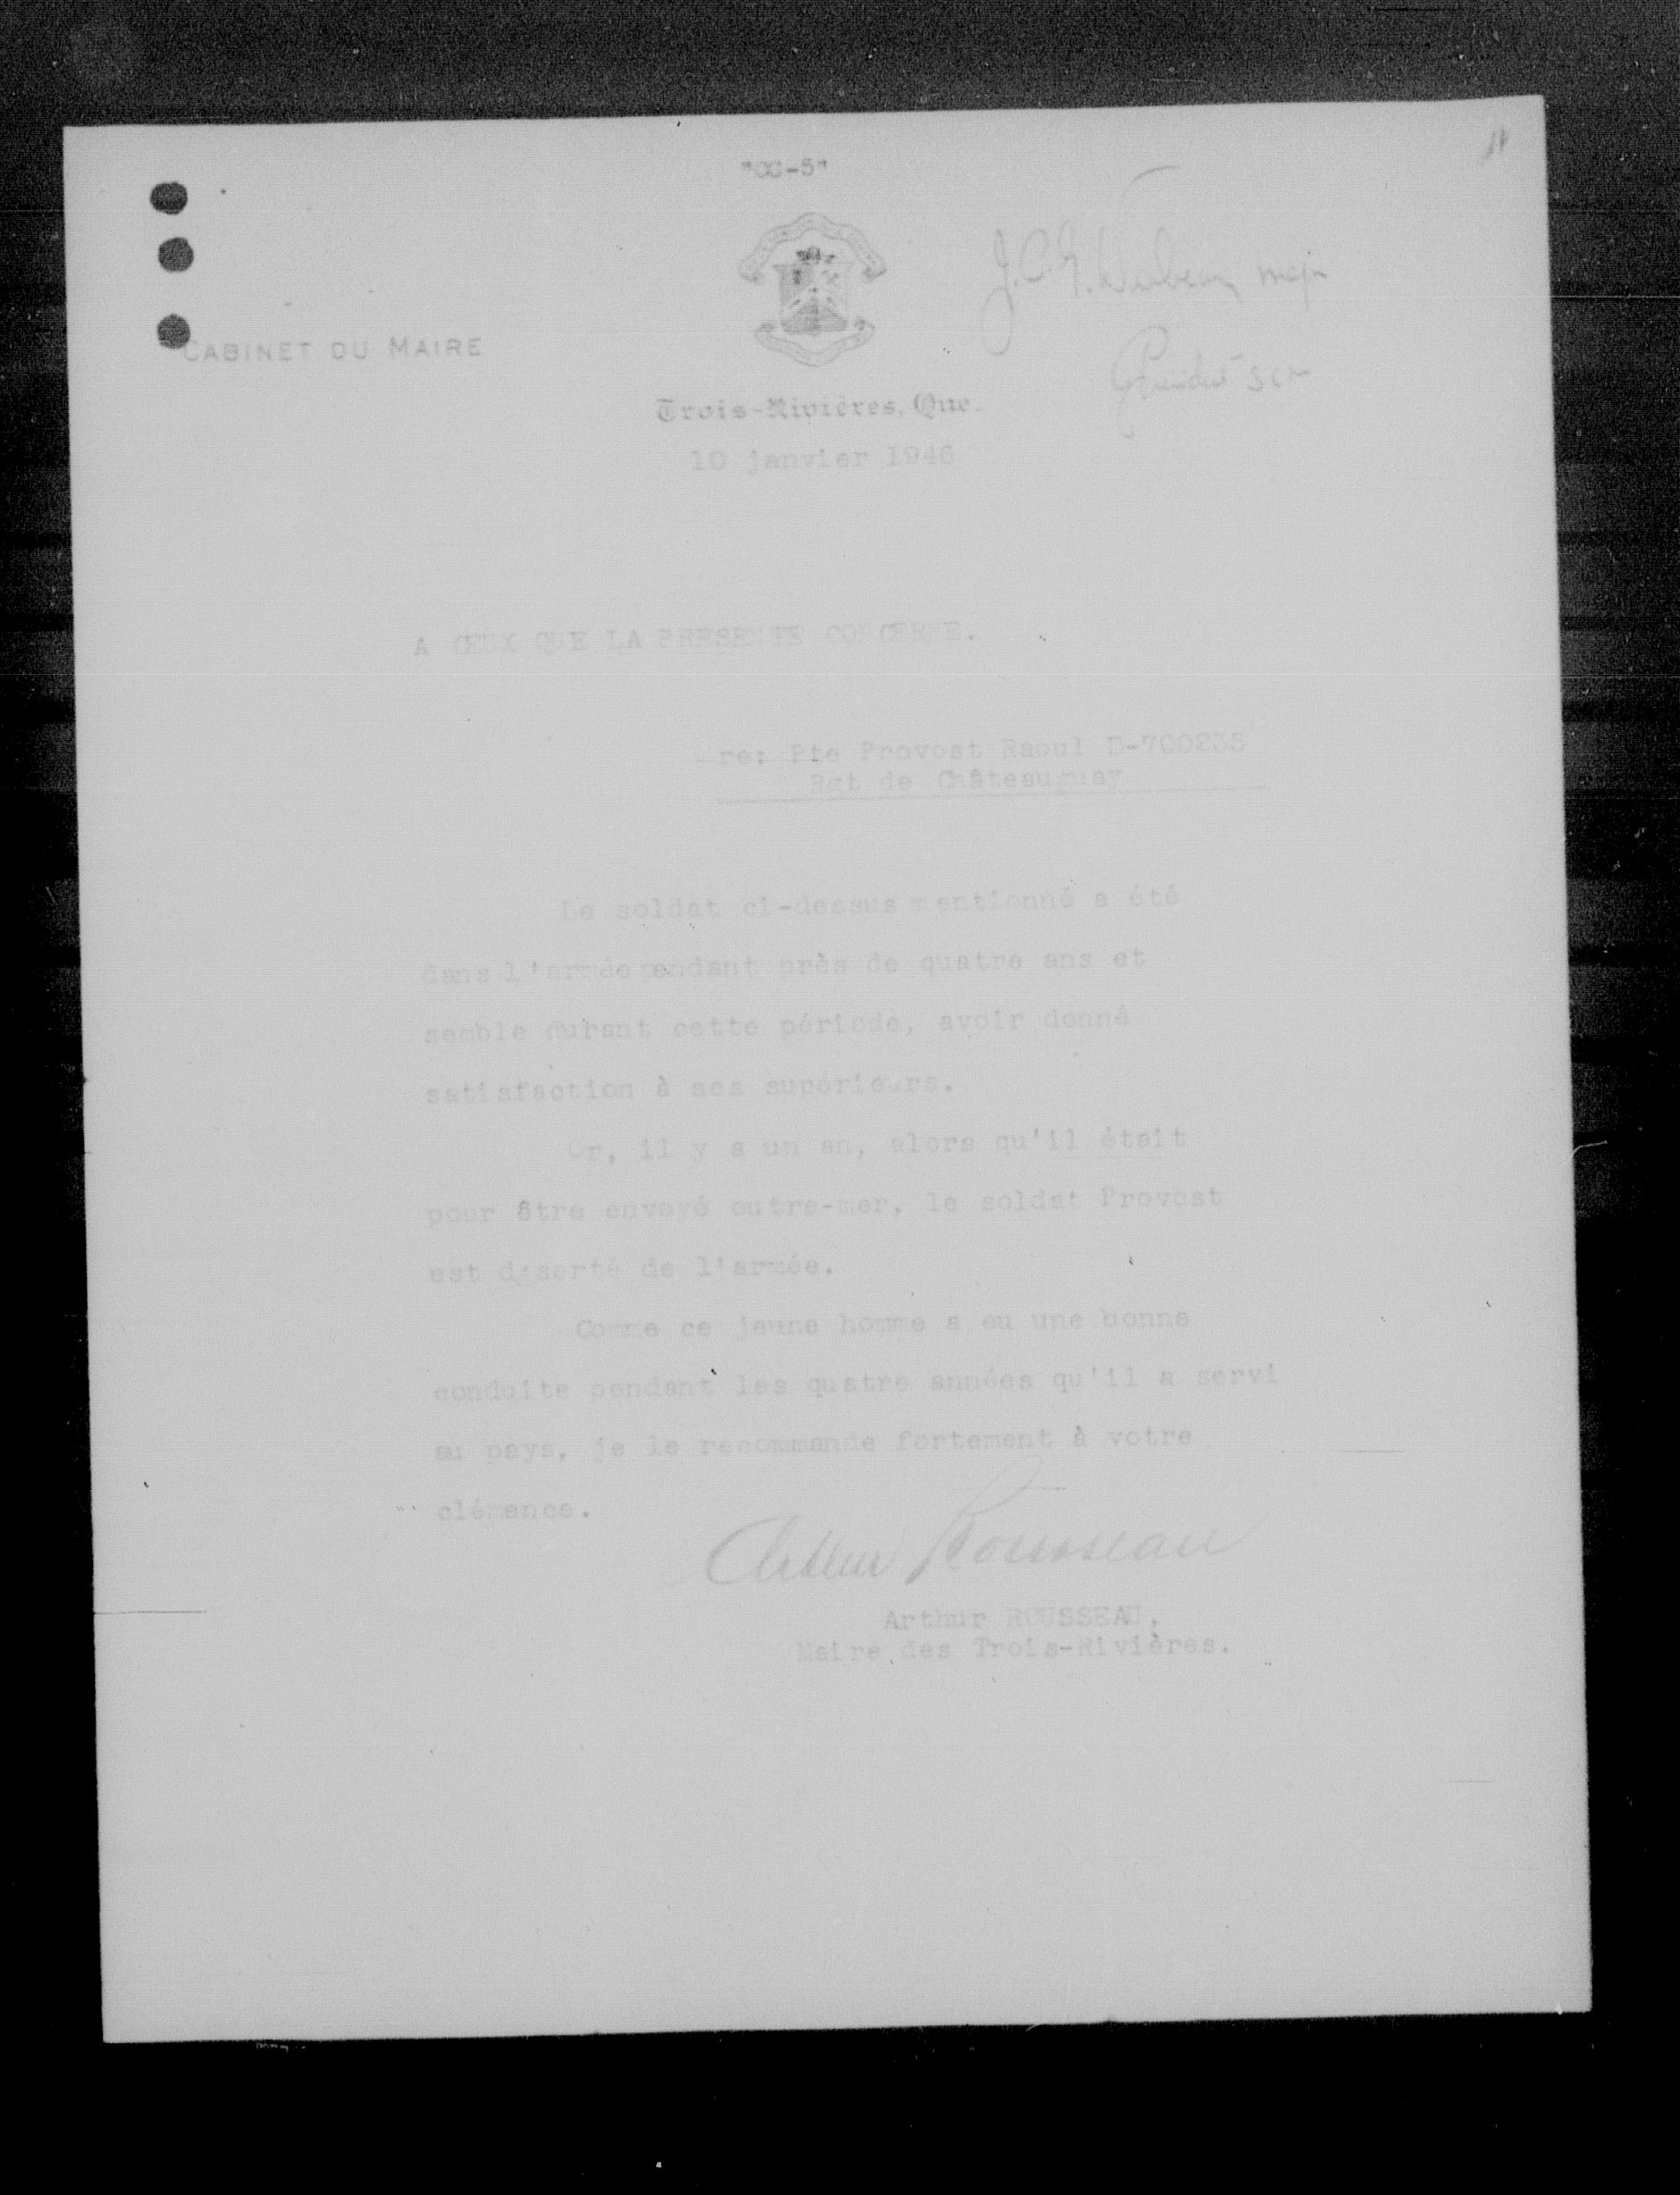 "CC-5"
J.C.E. maj
CABINET DU MAIRE
Trois-Rivières, Que.
10 janvier 1946
A CEUX QUE LA PRESENTE CONCERNE.
re: Pte Provost Raoul D-700235
Rgt de Châteauguay
Le soldat ci-dessus mentionné a été
dans l'armée pendant près de quatre ans et
semble durant cette période, avoir donné
satisfaction à ses supérieurs.
Or, il y a un an, alors qu'il était
pour être envoyé outre-mer, le soldat Provost
est déserté de l'armée.
Comme ce jeune homme a eu une bonne
conduite pendant les quatre années qu'il a servi
au pays, je le recommande fortement à votre
clémence.
Arthur Rousseau
Arthur ROUSSEAU,
Maire des Trois-Rivières.